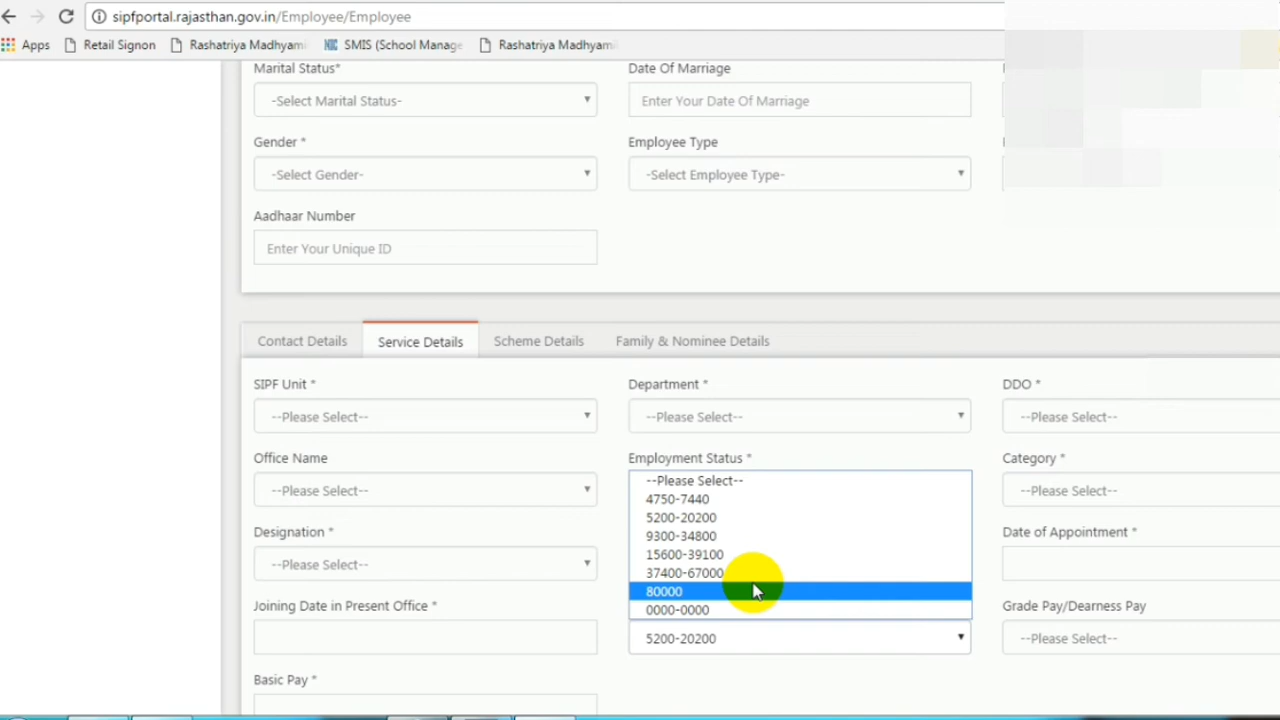 sipfportal.rajasthan.gov.in/Employee/Employee
Apps Retail Signon Rashatriya Madhyami SMIS (School Manage Rashatriya Madhyami
Marital Status* Date Of Marriage
-Select Marital Status- Enter Your Date Of Marriage
Gender * Employee Type
-Select Gender- -Select Employee Type-
Aadhaar Number
Enter Your Unique ID
Contact Details Service Details Scheme Details Family & Nominee Details
SIPF Unit * Department * DDO *
--Please Select-- --Please Select-- --Please Select--
Office Name Employment Status * Category *
--Please Select-- --Please Select-- --Please Select--
4750-7440
5200-20200
Designation * 9300-34800 Date of Appointment *
15600-39100
--Please Select-- 37400-67000
80000
Joining Date in Present Office * 0000-0000 Grade Pay/Dearness Pay
5200-20200 --Please Select--
Basic Pay *